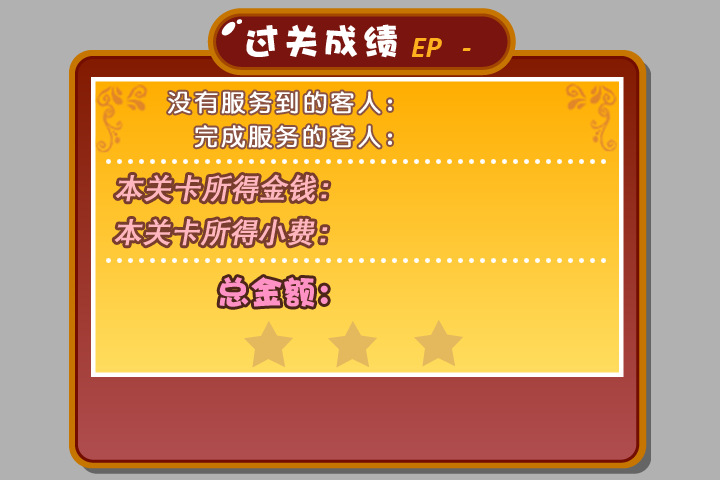 过关成绩 EP -
没有服务到的客人:
完成服务的客人:
本关卡所得金钱:
本关卡所得小费:
总金额: